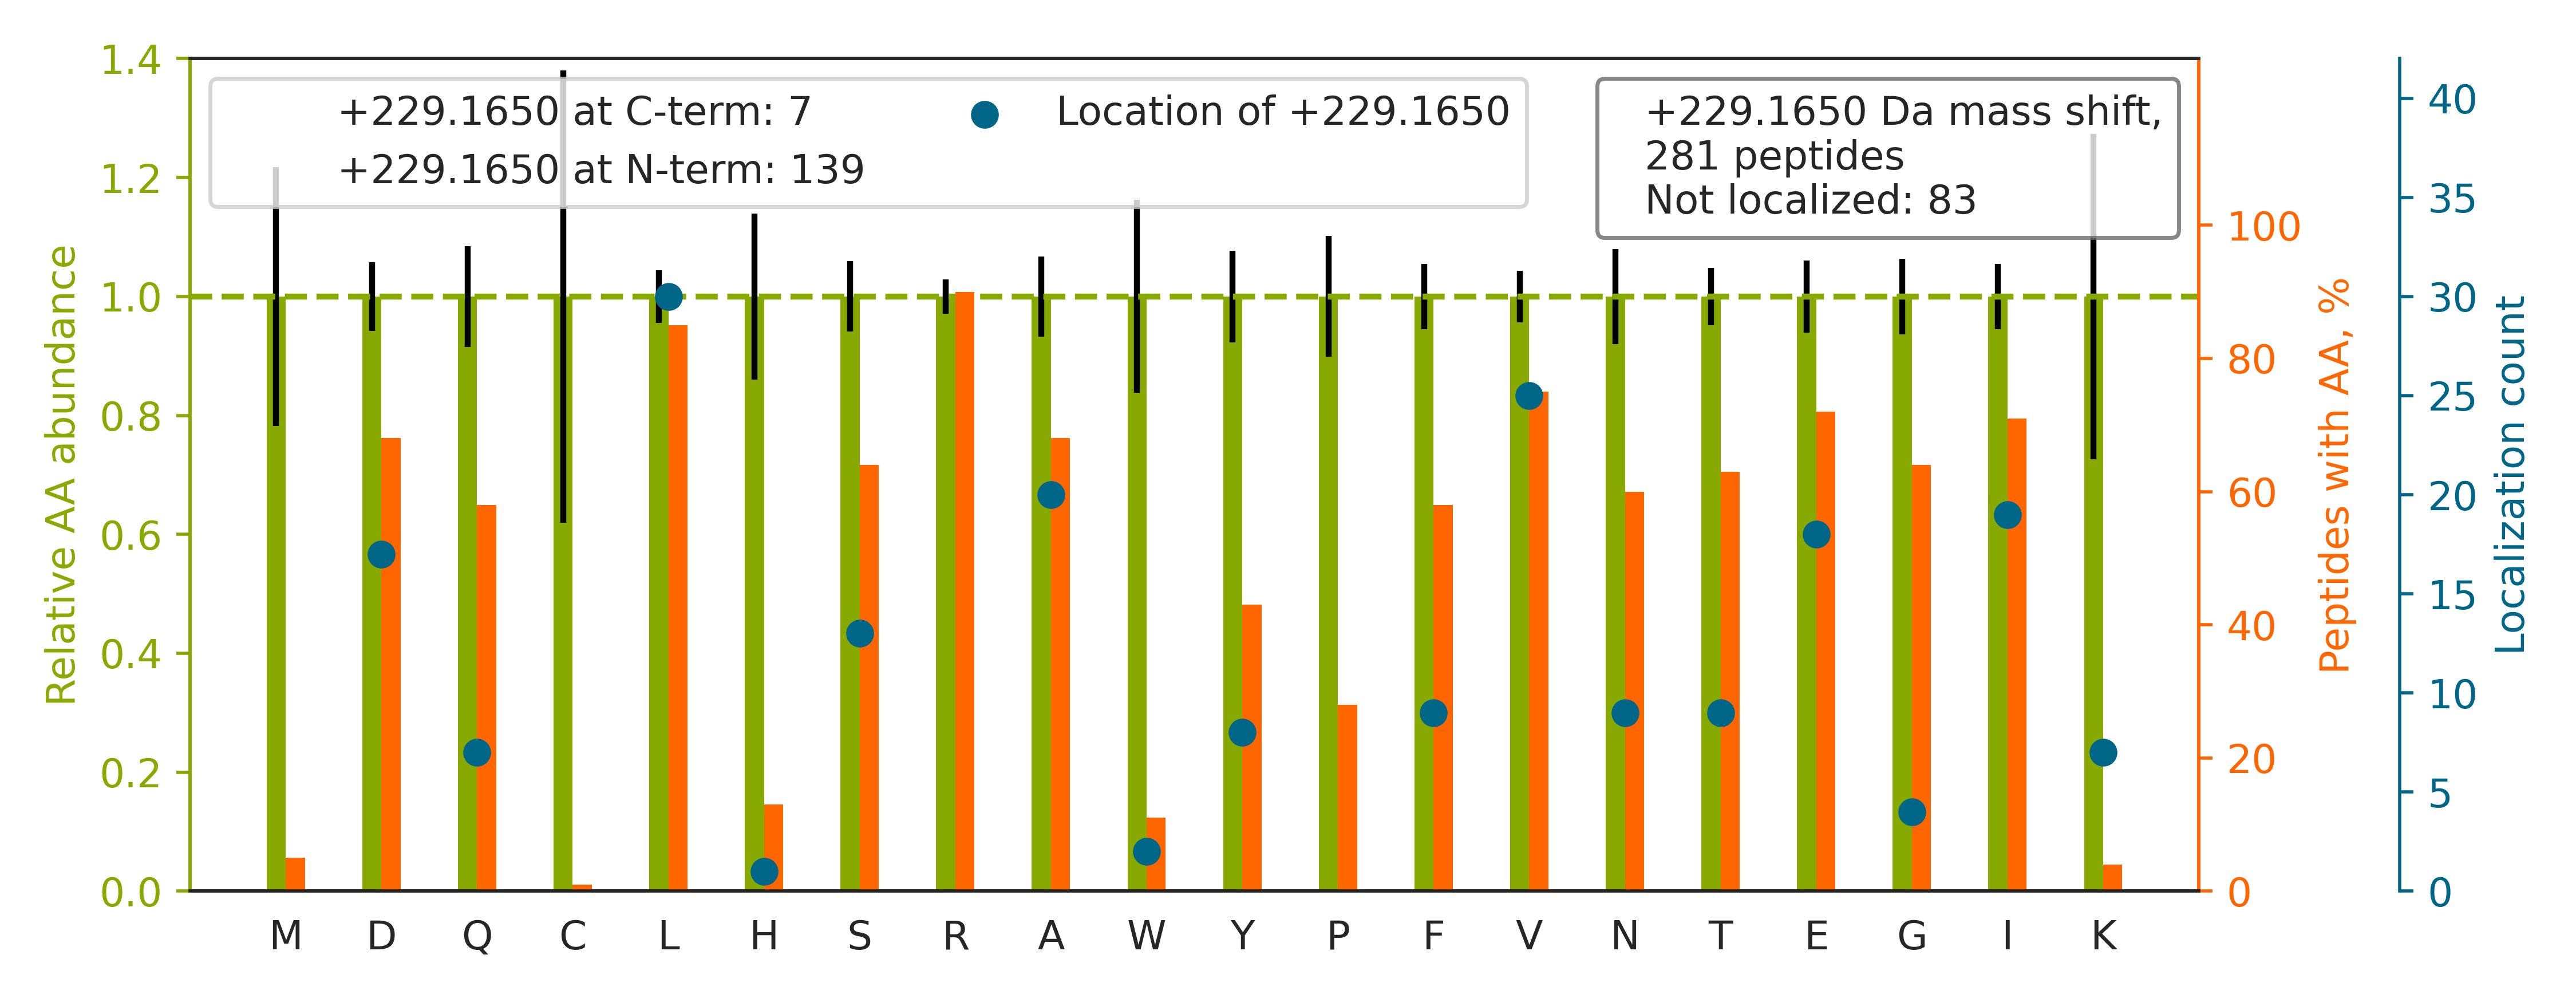 +229.1650 at C-term: 7
+229.1650 at N-term: 139
Location of +229.1650
+229.1650 Da mass shift,
281 peptides
Not localized: 83
Relative AA abundance
1.4
1.2
1.0
0.8
0.6
0.4
0.2
0.0
M D Q C L H S R A W Y P F V N T E G I K
100
80
60
40
20
0
Peptides with AA, %
40
35
30
25
20
15
10
5
0
Localization count